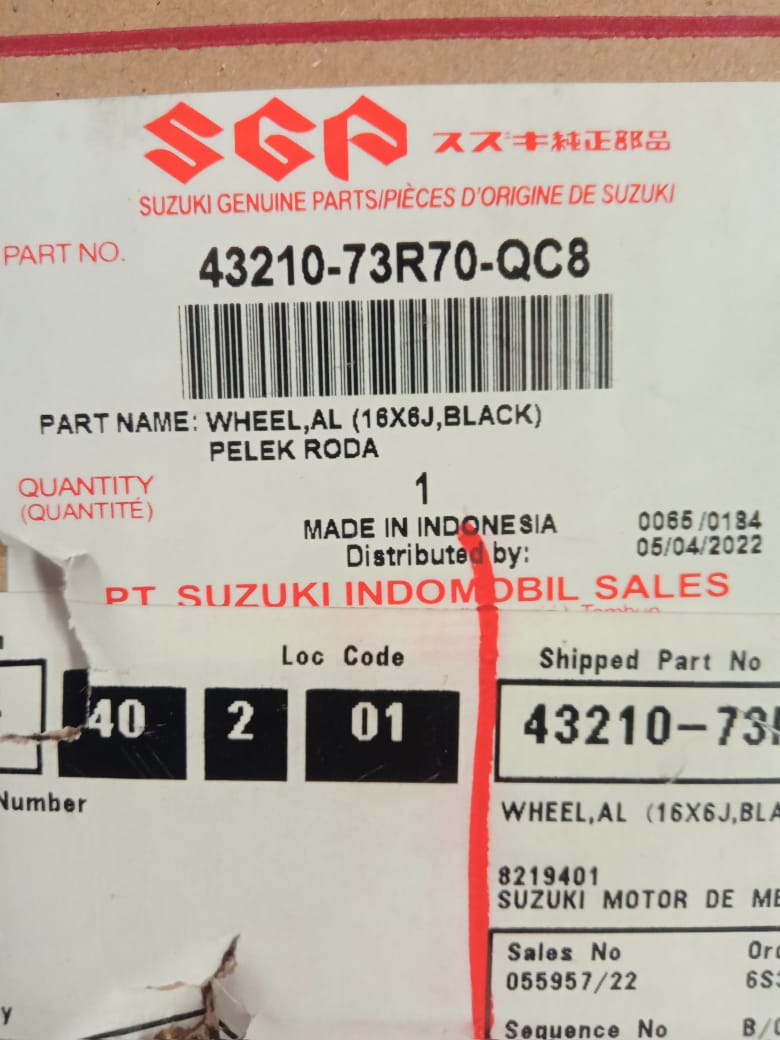 SGP スズキ純正部品
SUZUKI GENUINE PARTS/PIÈCES D'ORIGINE DE SUZUKI
PART NO. 43210-73R70-QC8
PART NAME: WHEEL,AL (16X6J,BLACK)
PELEK RODA
QUANTITY 1
(QUANTITÉ)
MADE IN INDONESIA 0065/0184
Distributed by: 05/04/2022
PT. SUZUKI INDOMOBIL SALES
Loc Code
40 2 01
Number
Shipped Part No
43210-73
WHEEL,AL (16X6J,BLA
8219401
SUZUKI MOTOR DE ME
Sales No Ord
055957/22 6S
Sequence No B/O
y